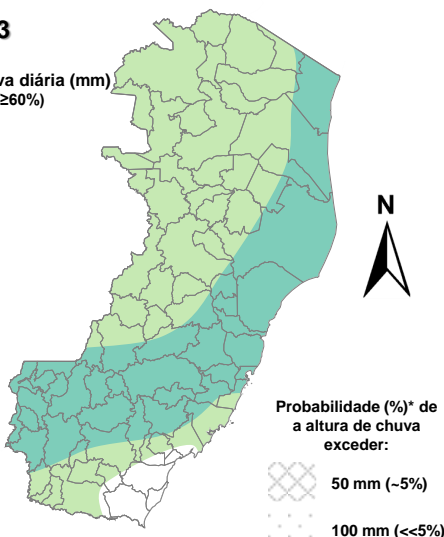 3
va diária (mm)
≥60%)
N
Probabilidade (%)* de
a altura de chuva
exceder:
50 mm (~5%)
100 mm (<<5%)